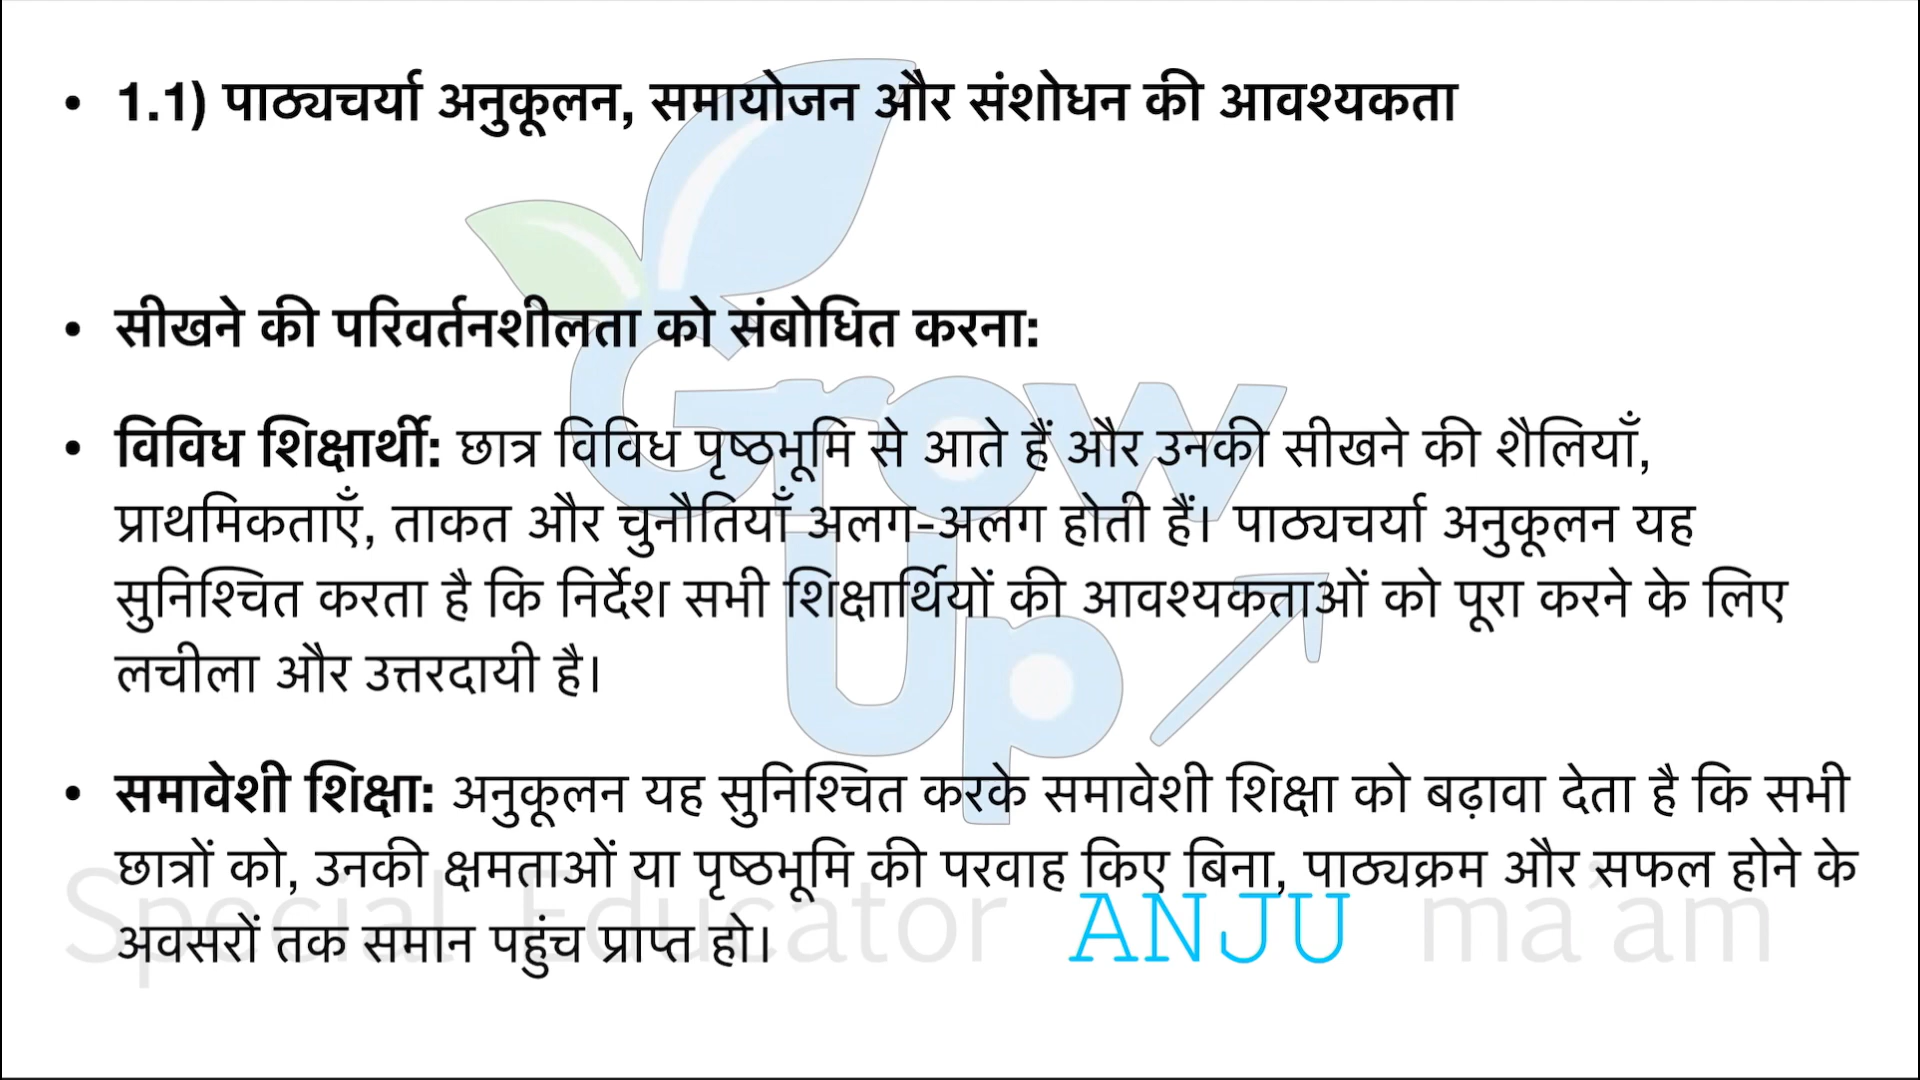 • 1.1) पाठ्यचर्या अनुकूलन, समायोजन और संशोधन की आवश्यकता
• सीखने की परिवर्तनशीलता को संबोधित करना:
• विविध शिक्षार्थी: छात्र विविध पृष्ठभूमि से आते हैं और उनकी सीखने की शैलियाँ,
प्राथमिकताएँ, ताकत और चुनौतियाँ अलग-अलग होती हैं। पाठ्यचर्या अनुकूलन यह
सुनिश्चित करता है कि निर्देश सभी शिक्षार्थियों की आवश्यकताओं को पूरा करने के लिए
लचीला और उत्तरदायी है।
• समावेशी शिक्षा: अनुकूलन यह सुनिश्चित करके समावेशी शिक्षा को बढ़ावा देता है कि सभी
छात्रों को, उनकी क्षमताओं या पृष्ठभूमि की परवाह किए बिना, पाठ्यक्रम और सफल होने के
अवसरों तक समान पहुंच प्राप्त हो।
Grow
Up
Special Educator ANJU ma'am